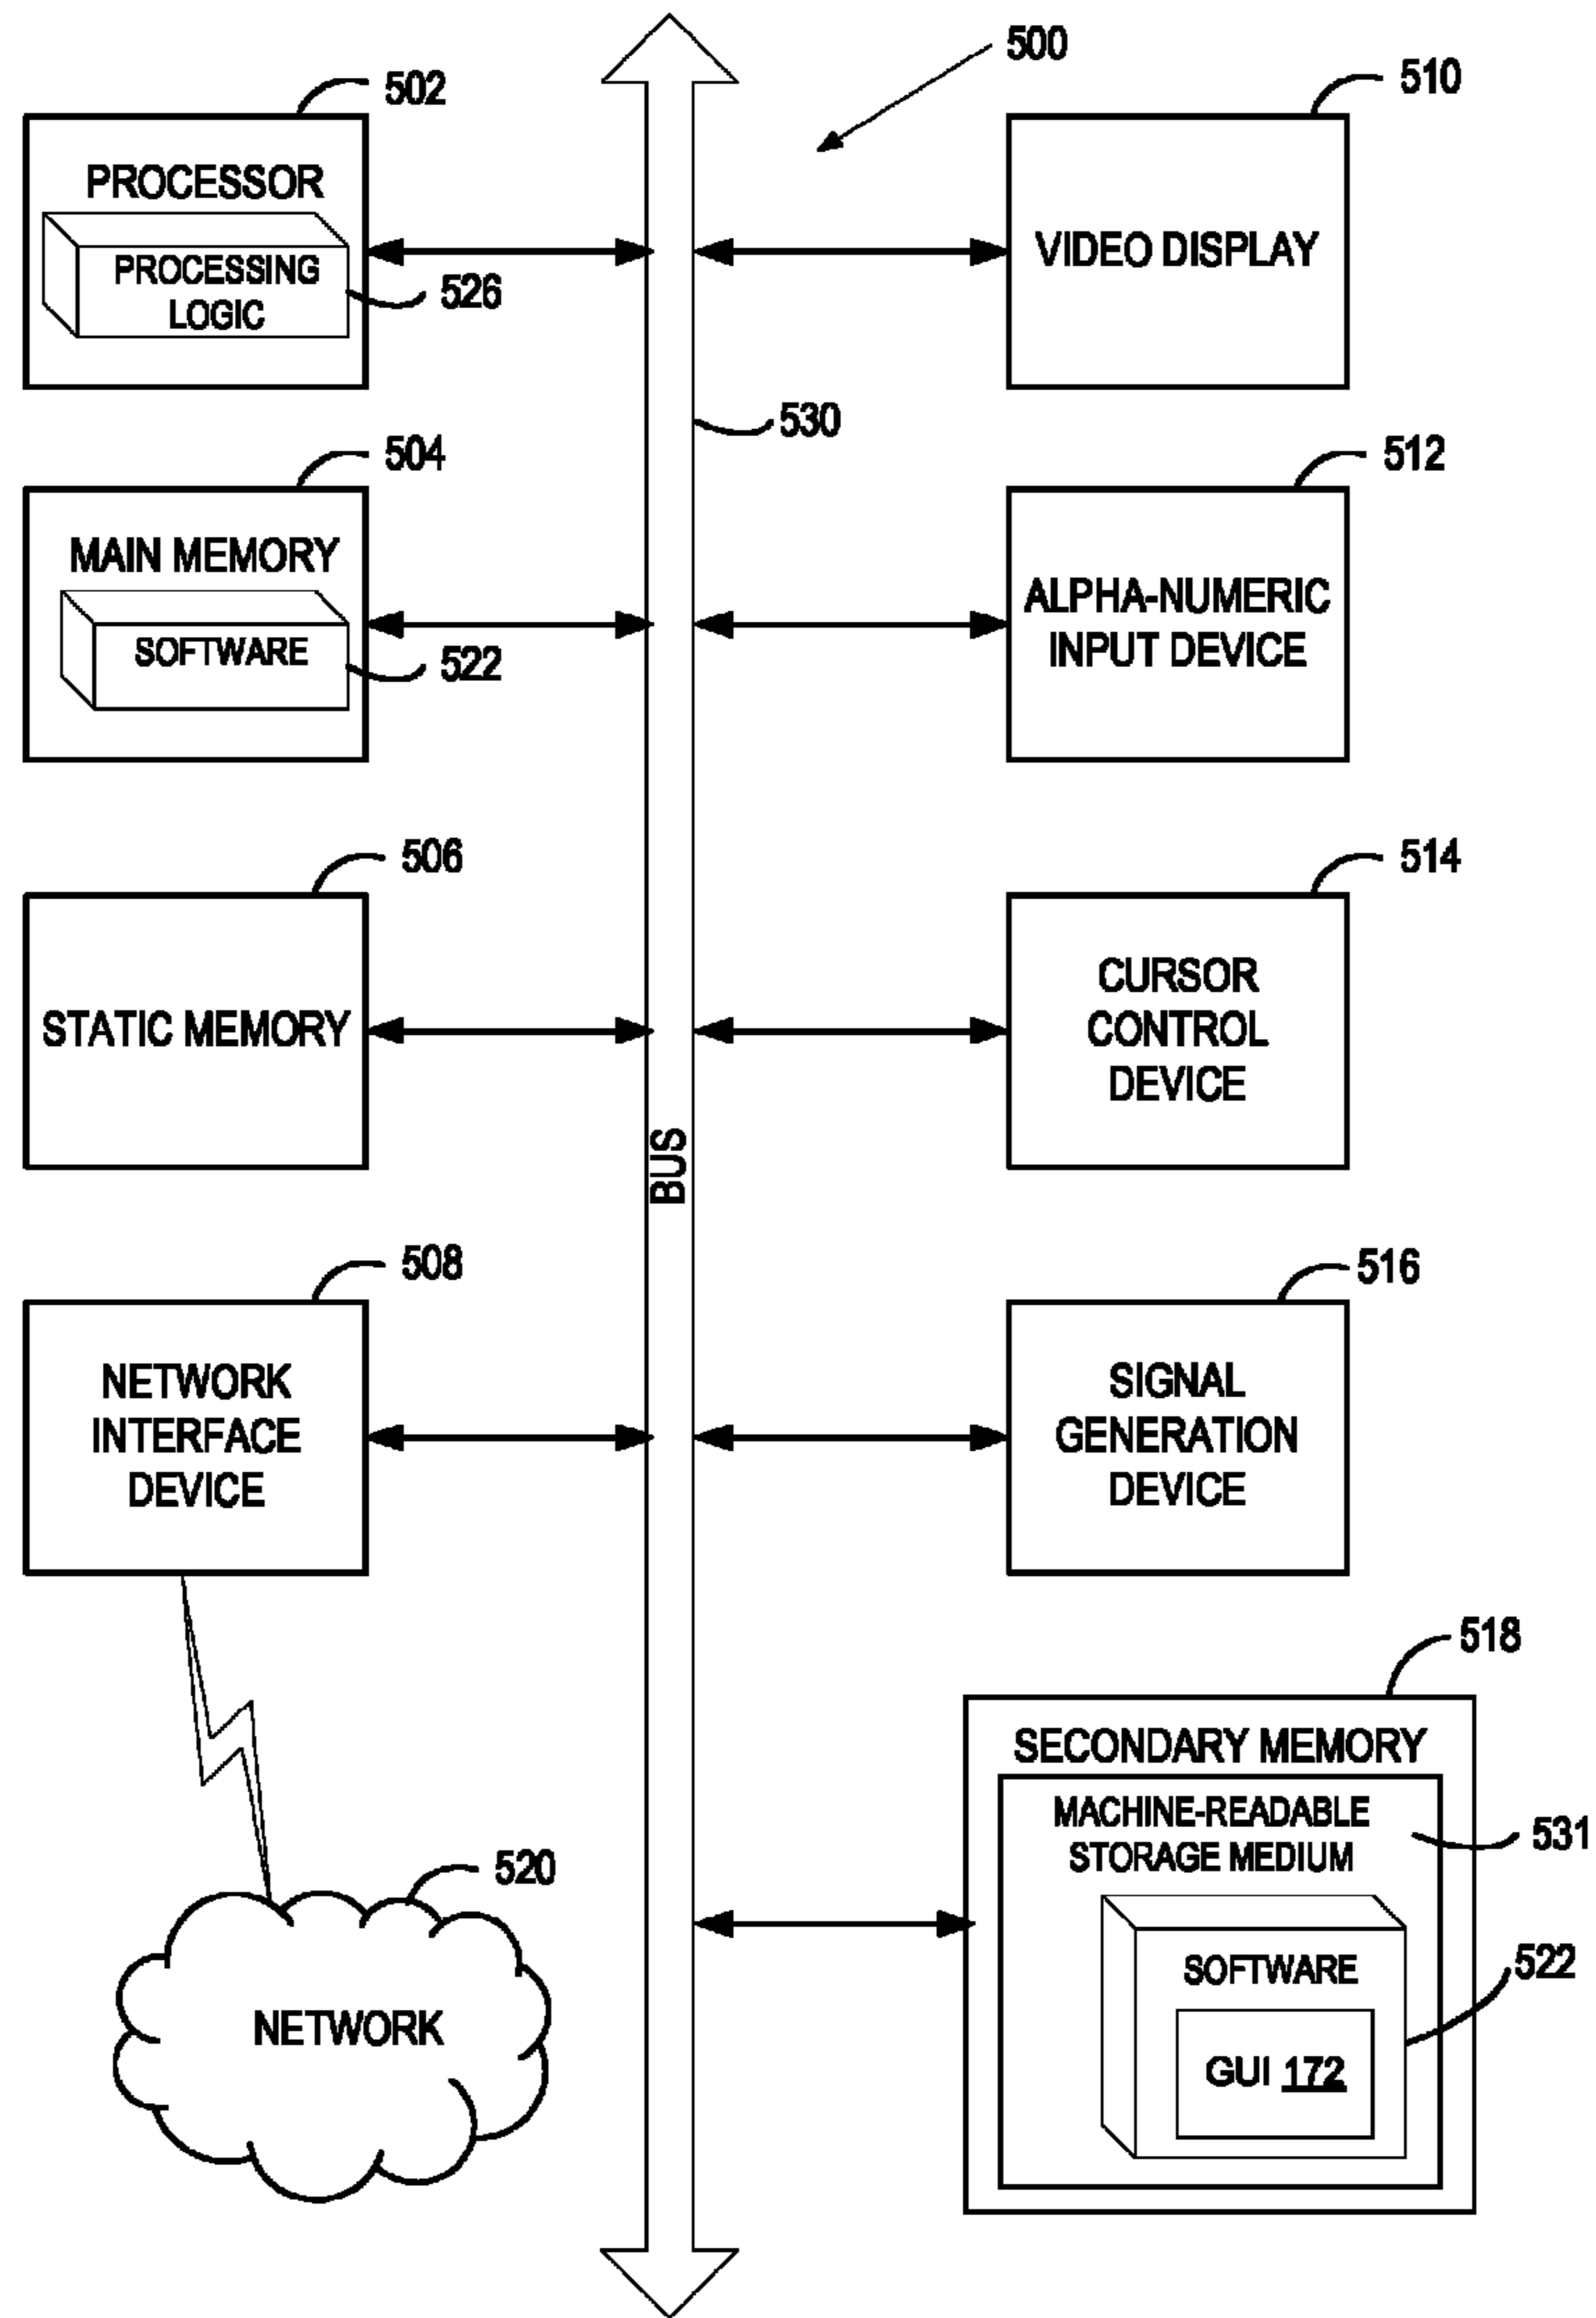 500
502
PROCESSOR
PROCESSING
LOGIC
526
510
VIDEO DISPLAY
530
504
MAIN MEMORY
SOFTWARE
522
512
ALPHA-NUMERIC
INPUT DEVICE
506
STATIC MEMORY
514
CURSOR
CONTROL
DEVICE
BUS
508
NETWORK
INTERFACE
DEVICE
516
SIGNAL
GENERATION
DEVICE
518
SECONDARY MEMORY
MACHINE-READABLE
STORAGE MEDIUM
531
SOFTWARE
522
GUI 172
520
NETWORK